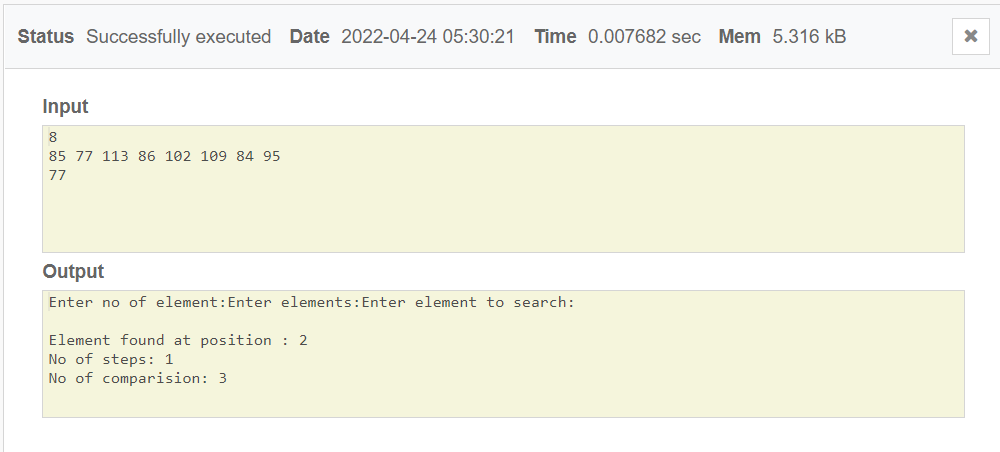 Status Successfully executed Date 2022-04-24 05:30:21 Time 0.007682 sec Mem 5.316 kB
Input
8
85 77 113 86 102 109 84 95
77
Output
Enter no of element:Enter elements:Enter element to search:
Element found at position : 2
No of steps: 1
No of comparision: 3